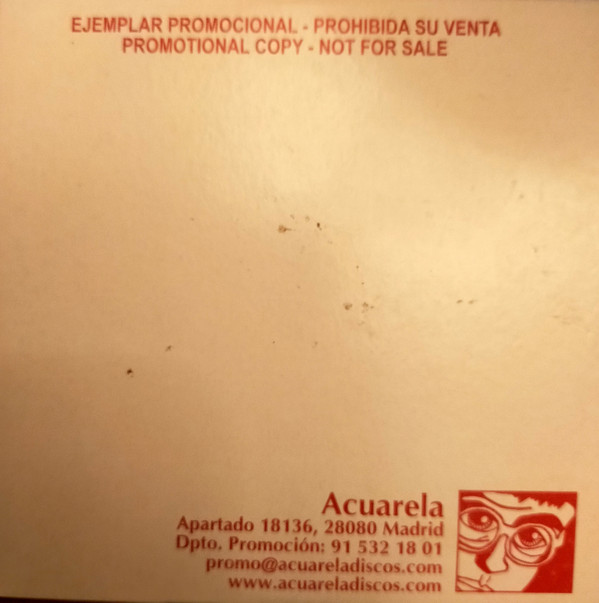 EJEMPLAR PROMOCIONAL - PROHIBIDA SU VENTA
PROMOTIONAL COPY - NOT FOR SALE
Acuarela
Apartado 18136, 28080 Madrid
Dpto. Promoción: 91 532 18 01
promo@acuareladiscos.com
www.acuareladiscos.com